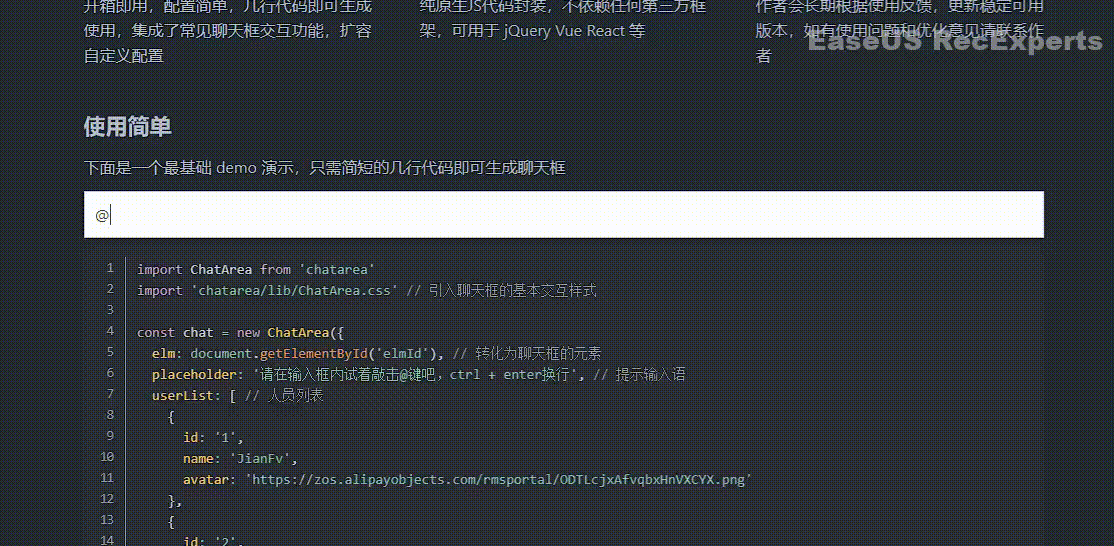 开箱即用，配置简单，几行代码即可生成
使用，集成了常见聊天框交互功能，扩容
自定义配置
纯原生JS代码封装，不依赖任何第三方框
架，可用于 jQuery Vue React 等
作者会长期根据使用反馈，更新稳定可用
版本，如有使用问题和优化意见请联系作
者
EaseUS RecExperts
使用简单
下面是一个最基础 demo 演示，只需简短的几行代码即可生成聊天框
@
1 import ChatArea from 'chatarea'
2 import 'chatarea/lib/ChatArea.css' // 引入聊天框的基本交互样式
3
4 const chat = new ChatArea({
5 elm: document.getElementById('elmId'), // 转化为聊天框的元素
6 placeholder: '请在输入框内试着敲击@键吧，ctrl + enter换行', // 提示输入语
7 userList: [ // 人员列表
8 {
9 id: '1',
10 name: 'JianFv',
11 avatar: 'https://zos.alipayobjects.com/rmsportal/ODTLcjxAfvqbxHnVXCYX.png'
12 },
13 {
14 id: '2',